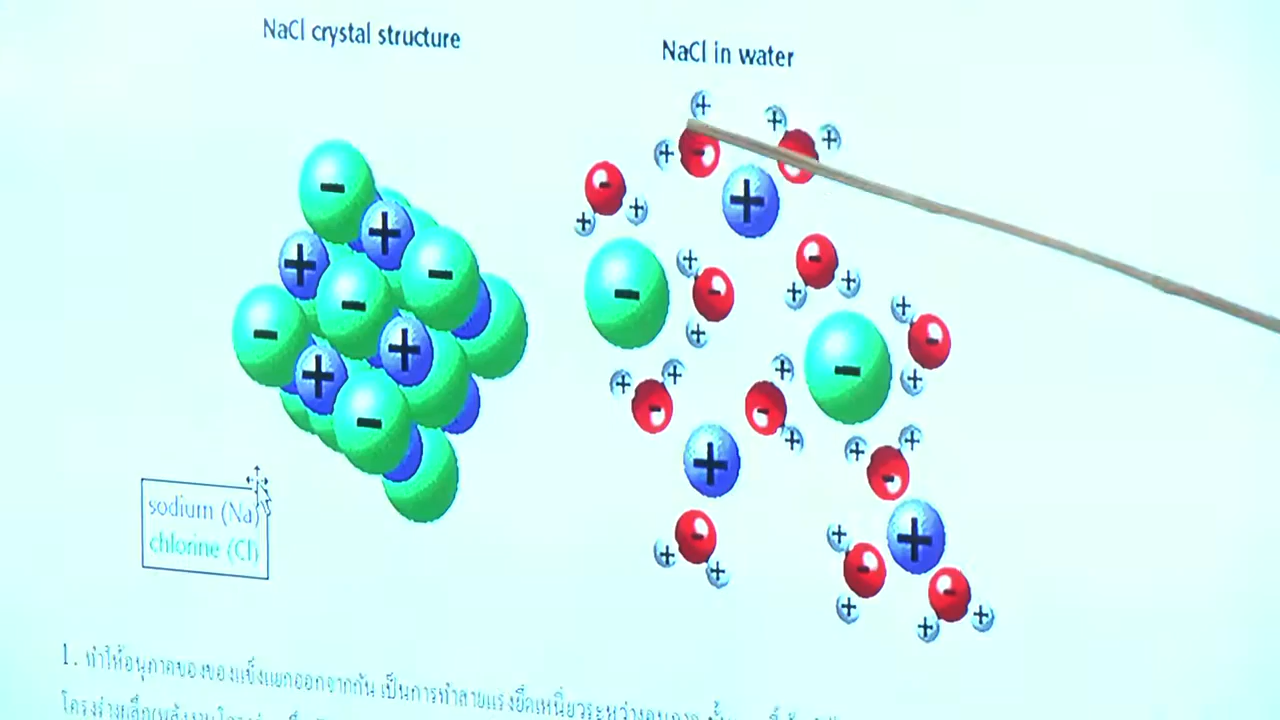 NaCl crystal structure
NaCl in water
sodium (Na)
chlorine (Cl)
1. ทำให้อนุภาคของของแข็งแยกออกจากกัน เป็นการทำลายแรงยึดเหนี่ยวระหว่างอนุภาค